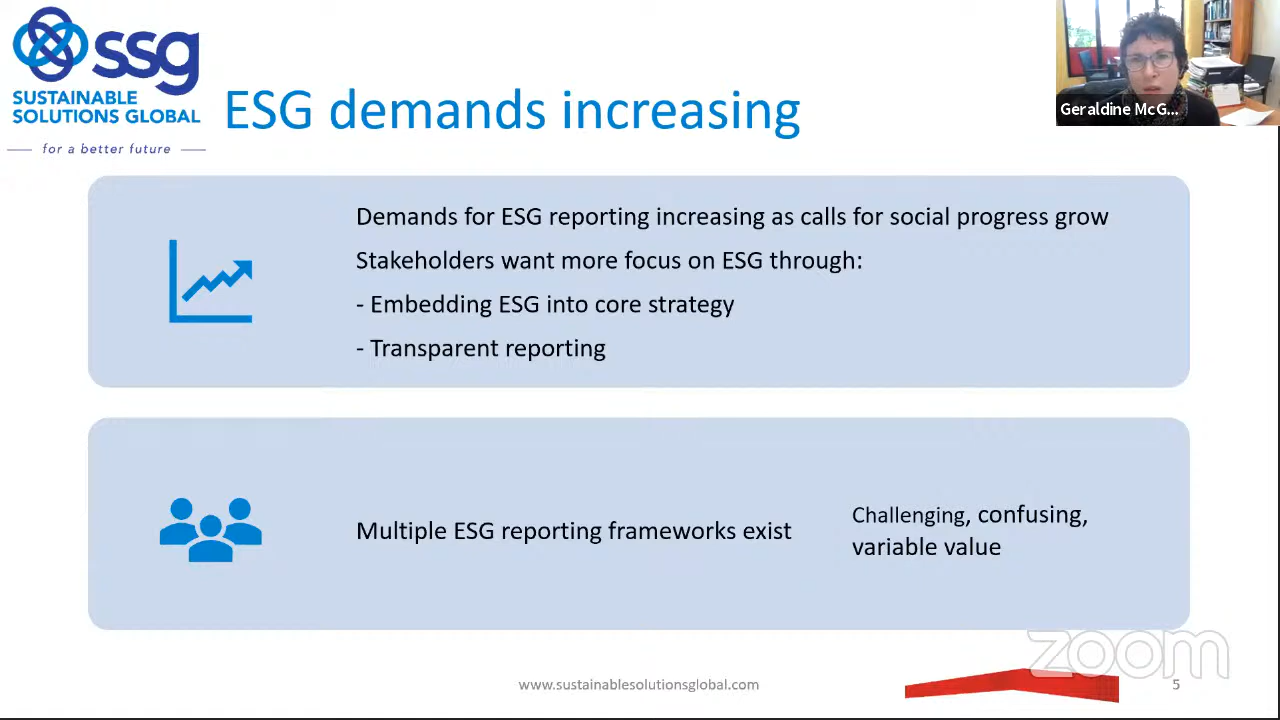 ssg
SUSTAINABLE
SOLUTIONS GLOBAL
for a better future
ESG demands increasing
Geraldine McG...
Demands for ESG reporting increasing as calls for social progress grow
Stakeholders want more focus on ESG through:
- Embedding ESG into core strategy
- Transparent reporting
Multiple ESG reporting frameworks exist
Challenging, confusing,
variable value
zoom
www.sustainablesolutionsglobal.com
5